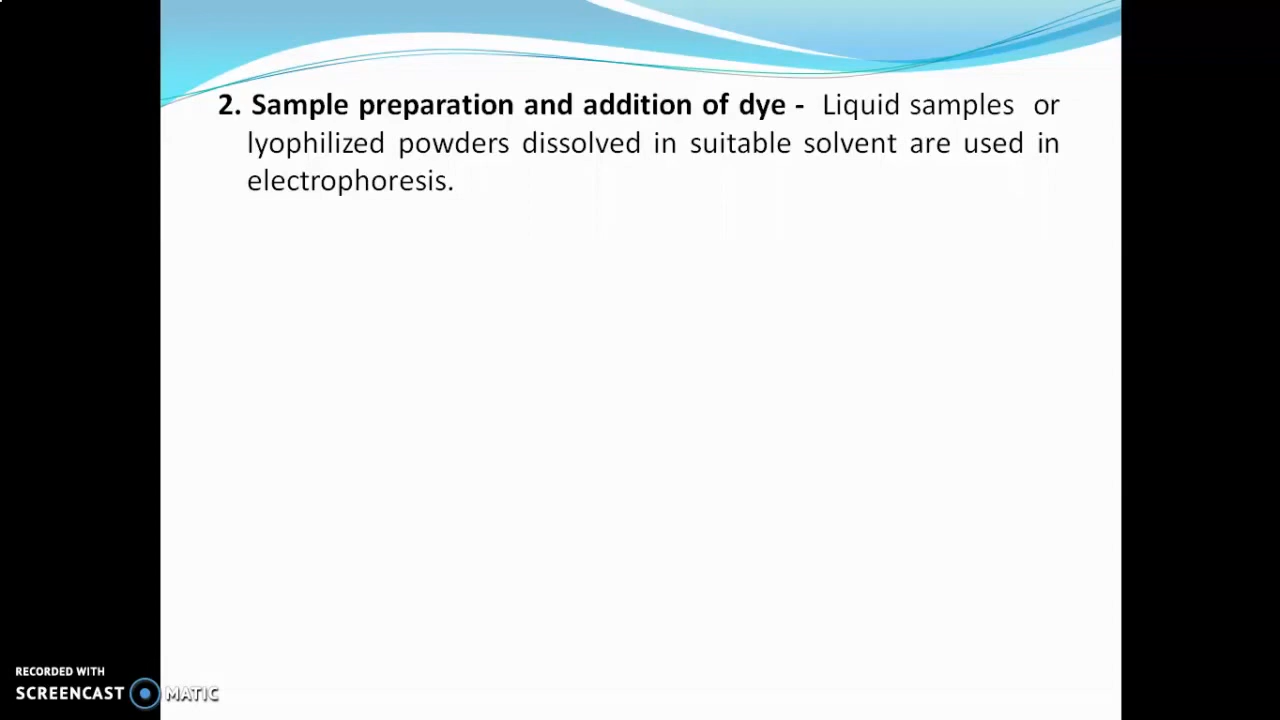 2. Sample preparation and addition of dye - Liquid samples or
lyophilized powders dissolved in suitable solvent are used in
electrophoresis.
RECORDED WITH
SCREENCAST MATIC